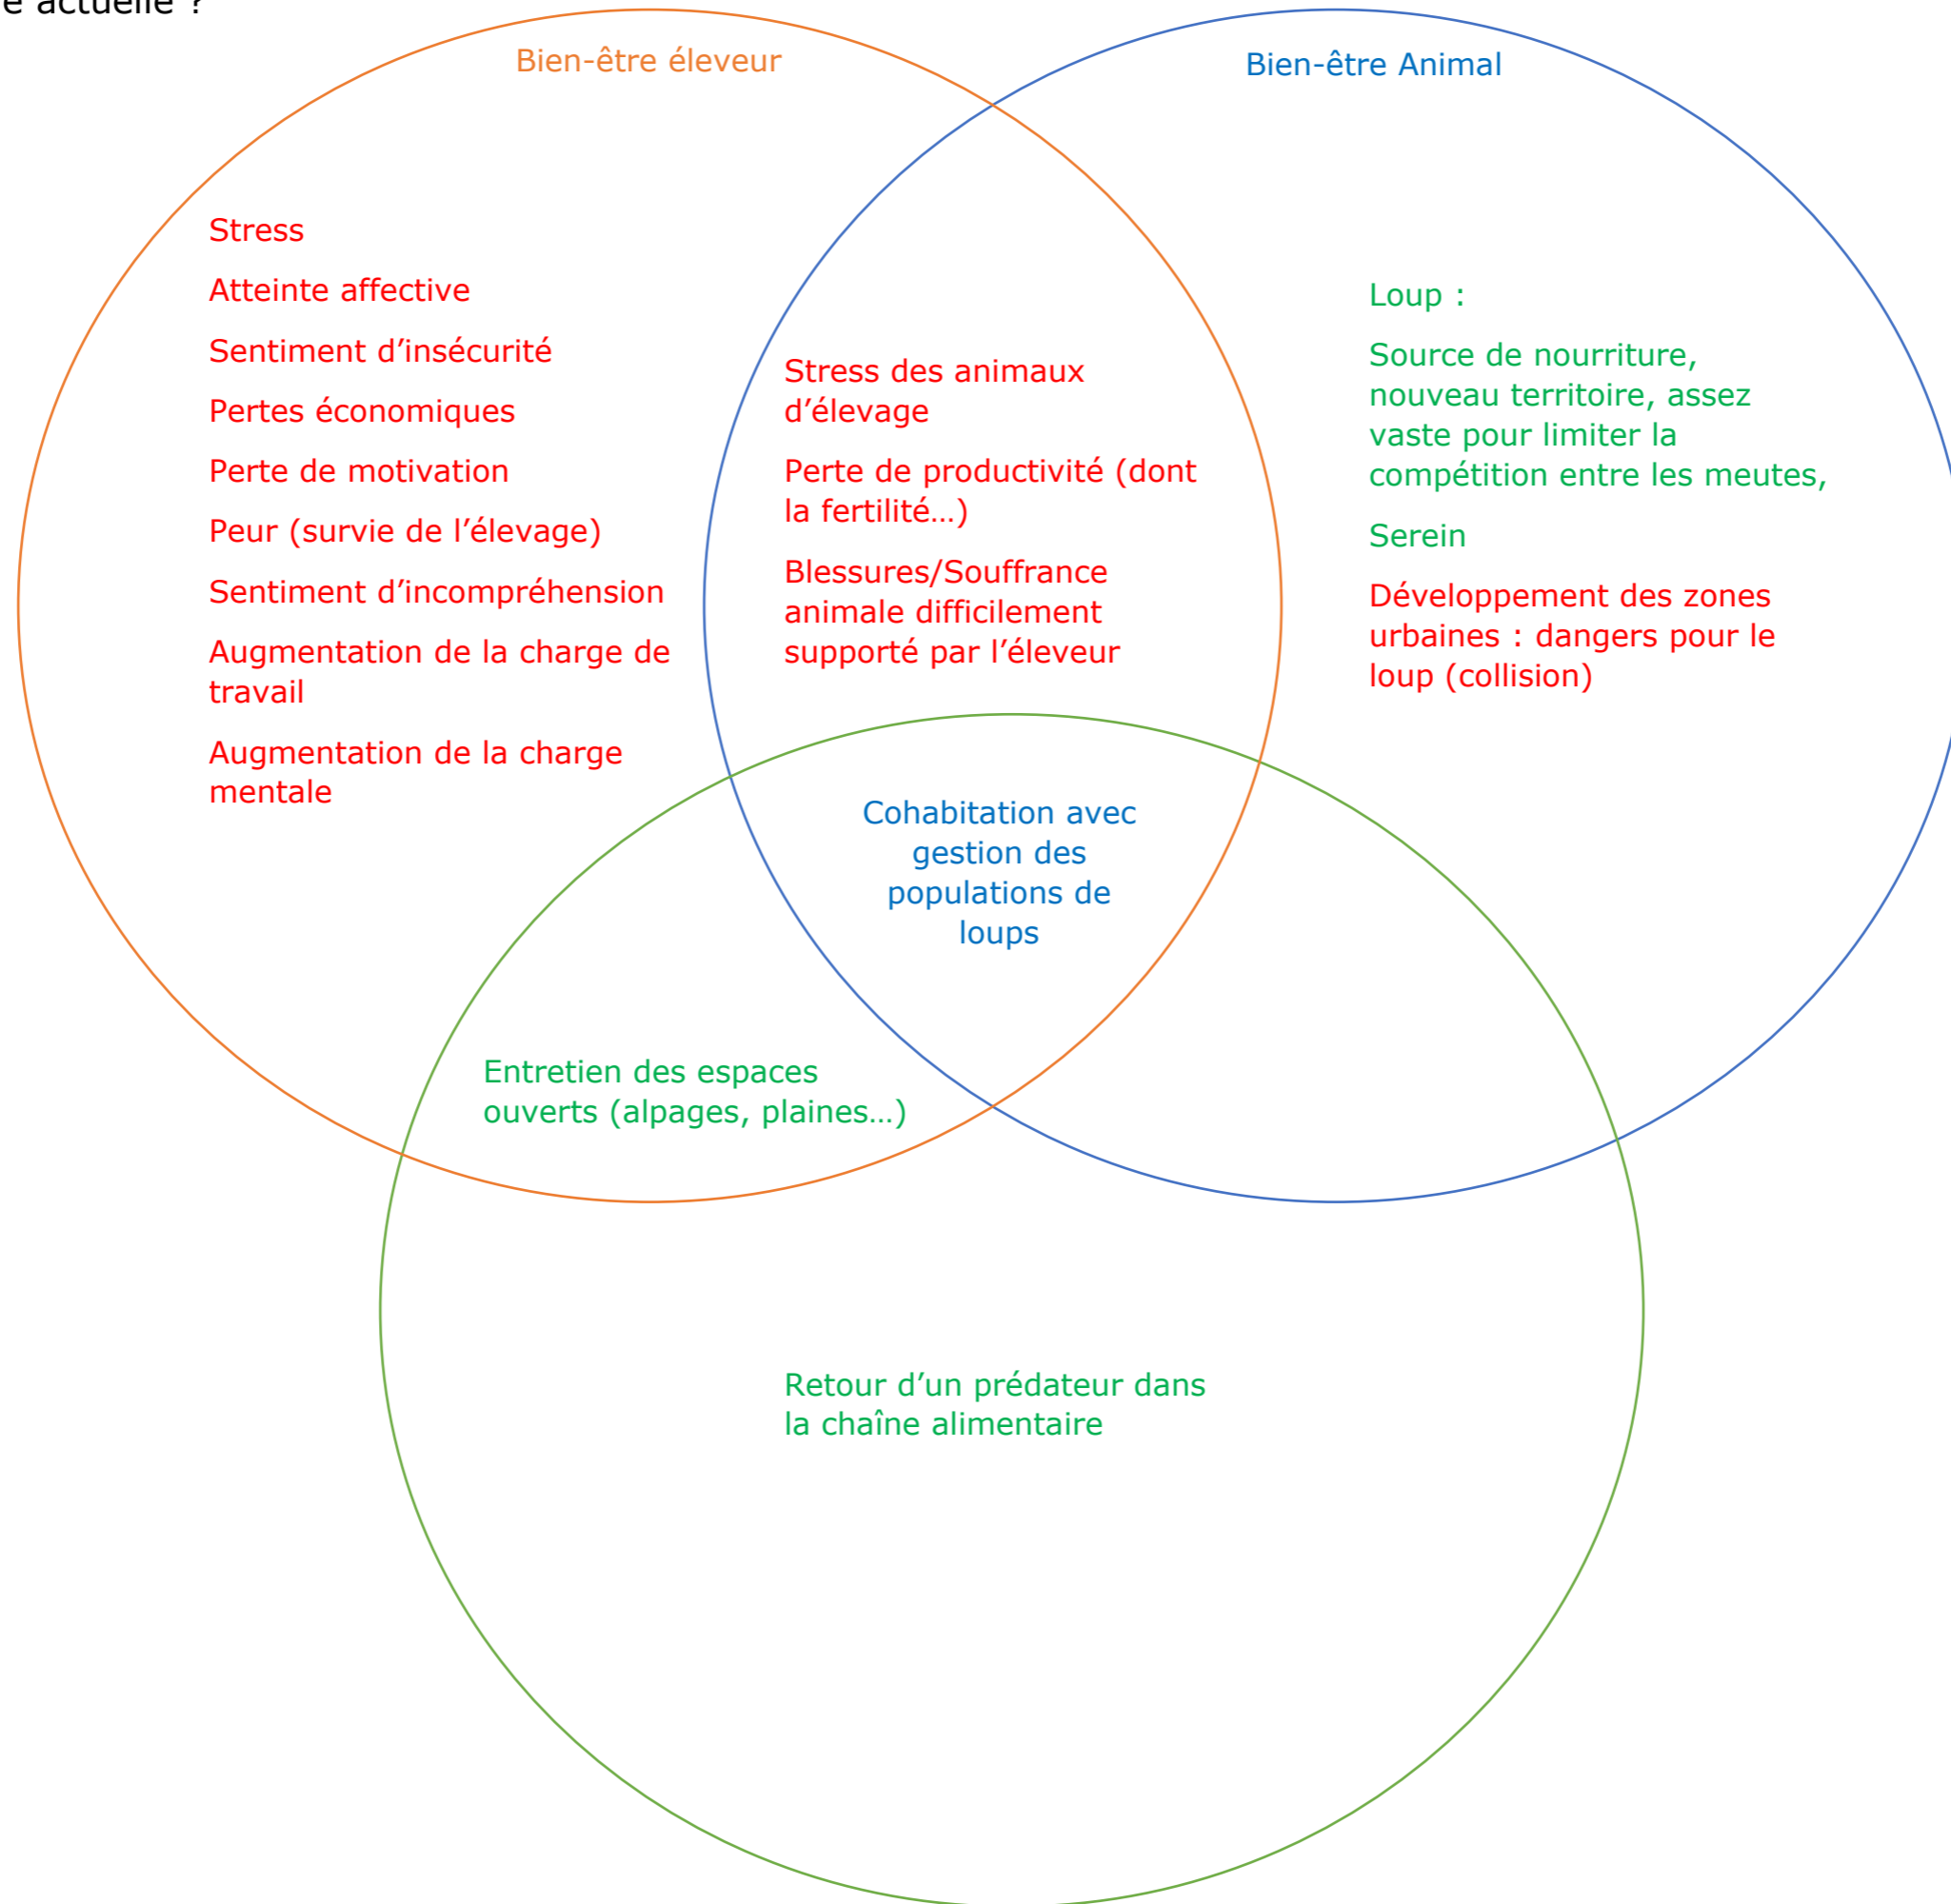 e actuelle ?
Bien-être éleveur
Bien-être Animal
Stress
Atteinte affective
Sentiment d’insécurité
Pertes économiques
Perte de motivation
Peur (survie de l’élevage)
Sentiment d’incompréhension
Augmentation de la charge de
travail
Augmentation de la charge
mentale
Stress des animaux
d’élevage
Perte de productivité (dont
la fertilité…)
Blessures/Souffrance
animale difficilement
supporté par l’éleveur
Loup :
Source de nourriture,
nouveau territoire, assez
vaste pour limiter la
compétition entre les meutes,
Serein
Développement des zones
urbaines : dangers pour le
loup (collision)
Cohabitation avec
gestion des
populations de
loups
Entretien des espaces
ouverts (alpages, plaines…)
Retour d’un prédateur dans
la chaîne alimentaire